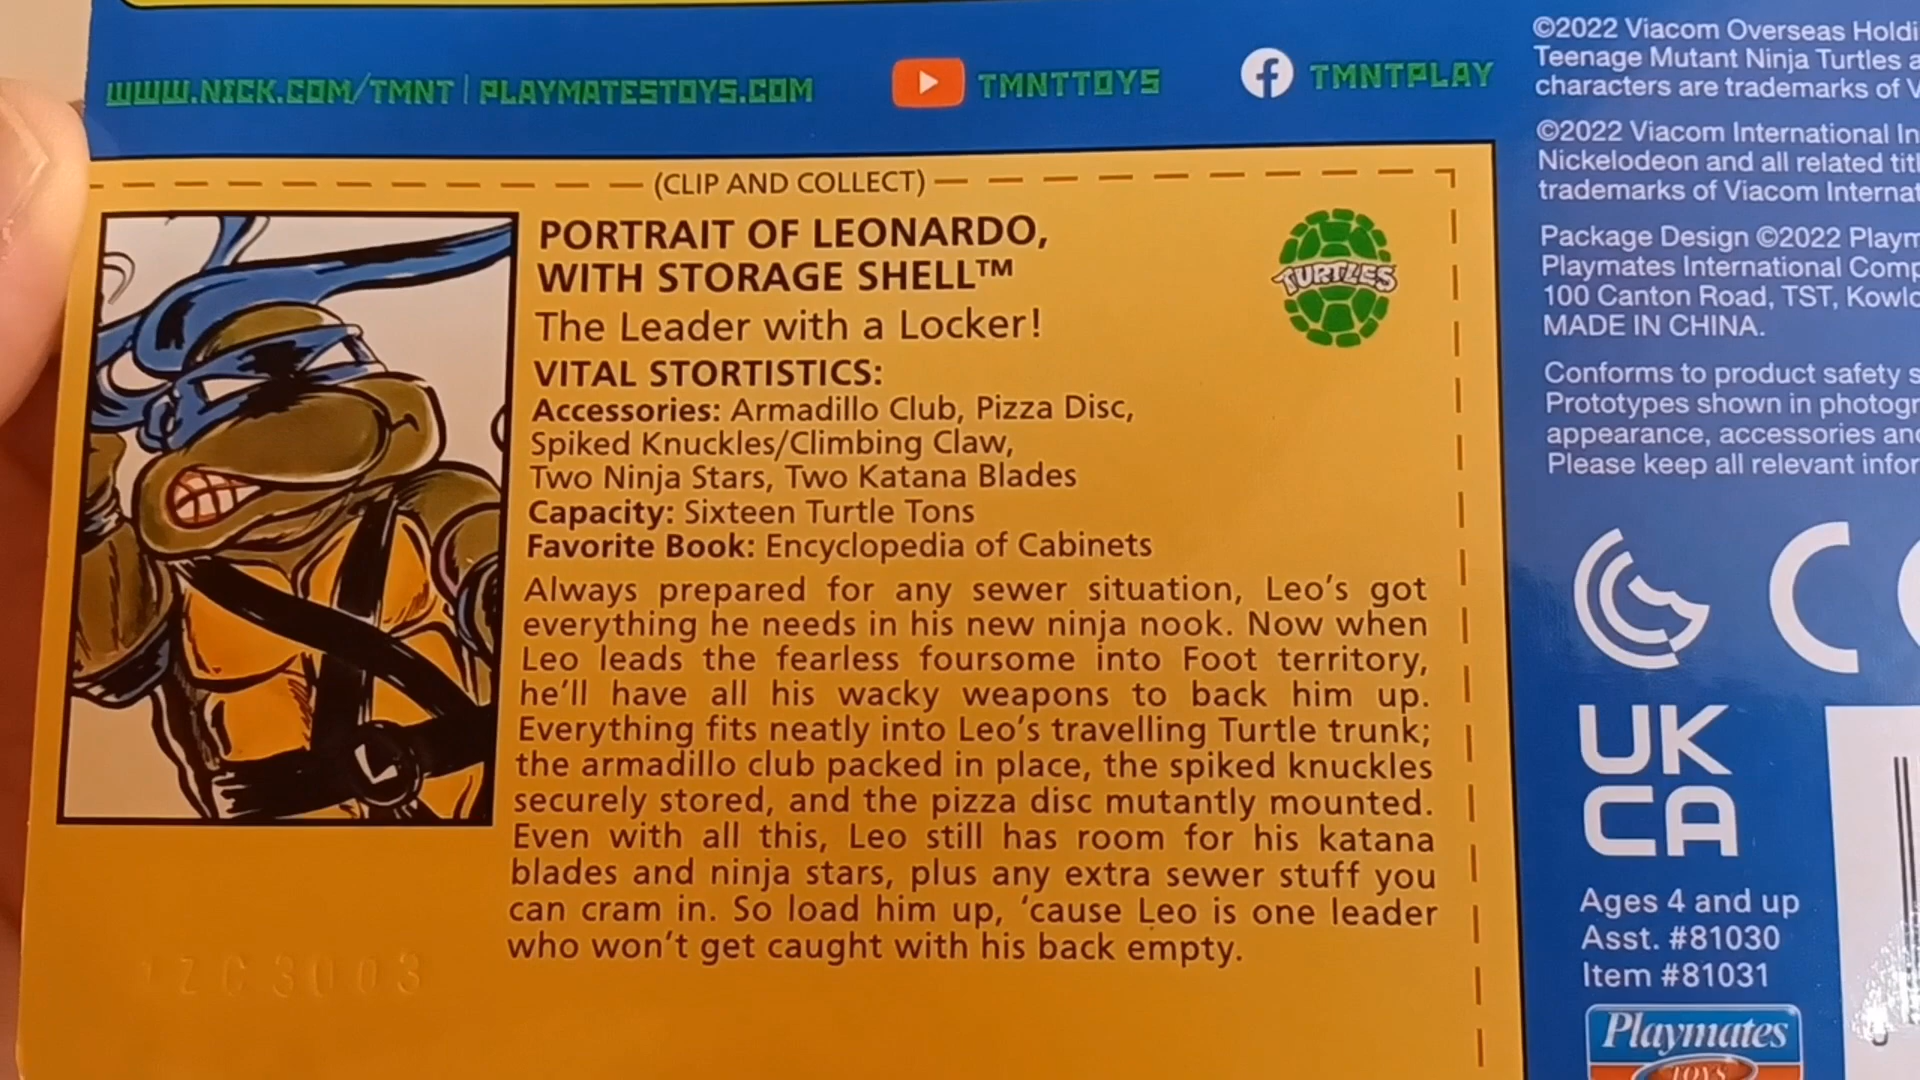 WWW.NICK.COM/TMNT | PLAYMATESTOYS.COM
TMNTTOYS
TMNTPLAY
(CLIP AND COLLECT)
PORTRAIT OF LEONARDO,
WITH STORAGE SHELL™
The Leader with a Locker!
TURTLES
VITAL STORTISTICS:
Accessories: Armadillo Club, Pizza Disc,
Spiked Knuckles/Climbing Claw,
Two Ninja Stars, Two Katana Blades
Capacity: Sixteen Turtle Tons
Favorite Book: Encyclopedia of Cabinets
Always prepared for any sewer situation, Leo's got
everything he needs in his new ninja nook. Now when
Leo leads the fearless foursome into Foot territory,
he'll have all his wacky weapons to back him up.
Everything fits neatly into Leo's travelling Turtle trunk;
the armadillo club packed in place, the spiked knuckles
securely stored, and the pizza disc mutantly mounted.
Even with all this, Leo still has room for his katana
blades and ninja stars, plus any extra sewer stuff you
can cram in. So load him up, 'cause Leo is one leader
who won't get caught with his back empty.
L
©2022 Viacom Overseas
Teenage Mutant Ninja Turtles
characters are trademarks of
©2022 Viacom International
Nickelodeon and all related
trademarks of Viacom
Package Design ©2022
Playmates International
100 Canton Road, TST,
MADE IN CHINA.
Conforms to product safety
Prototypes shown in
appearance, accessories
Please keep all relevant
UK
CA
Ages 4 and up
Asst. #81030
Item #81031
Playmates
TOYS